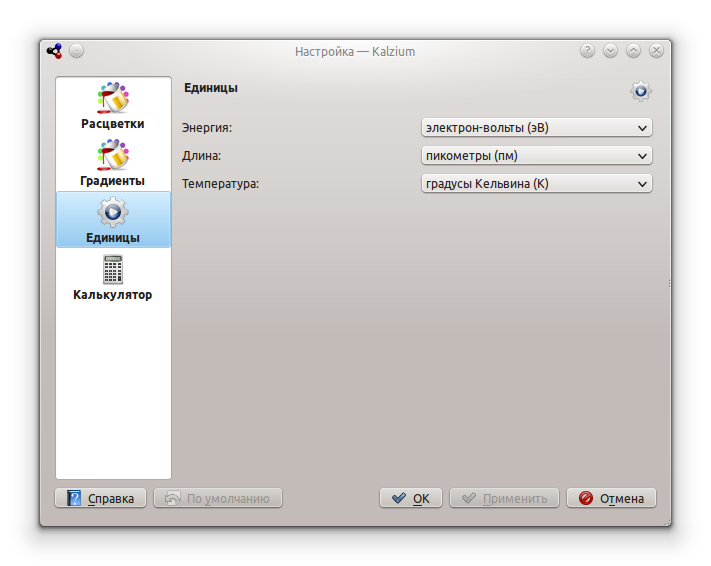 Настройка — Kalzium
Расцветки
Градиенты
Единицы
Калькулятор
Единицы
Энергия: электрон-вольты (эВ)
Длина: пикометры (пм)
Температура: градусы Кельвина (K)
Справка По умолчанию OK Применить Отмена